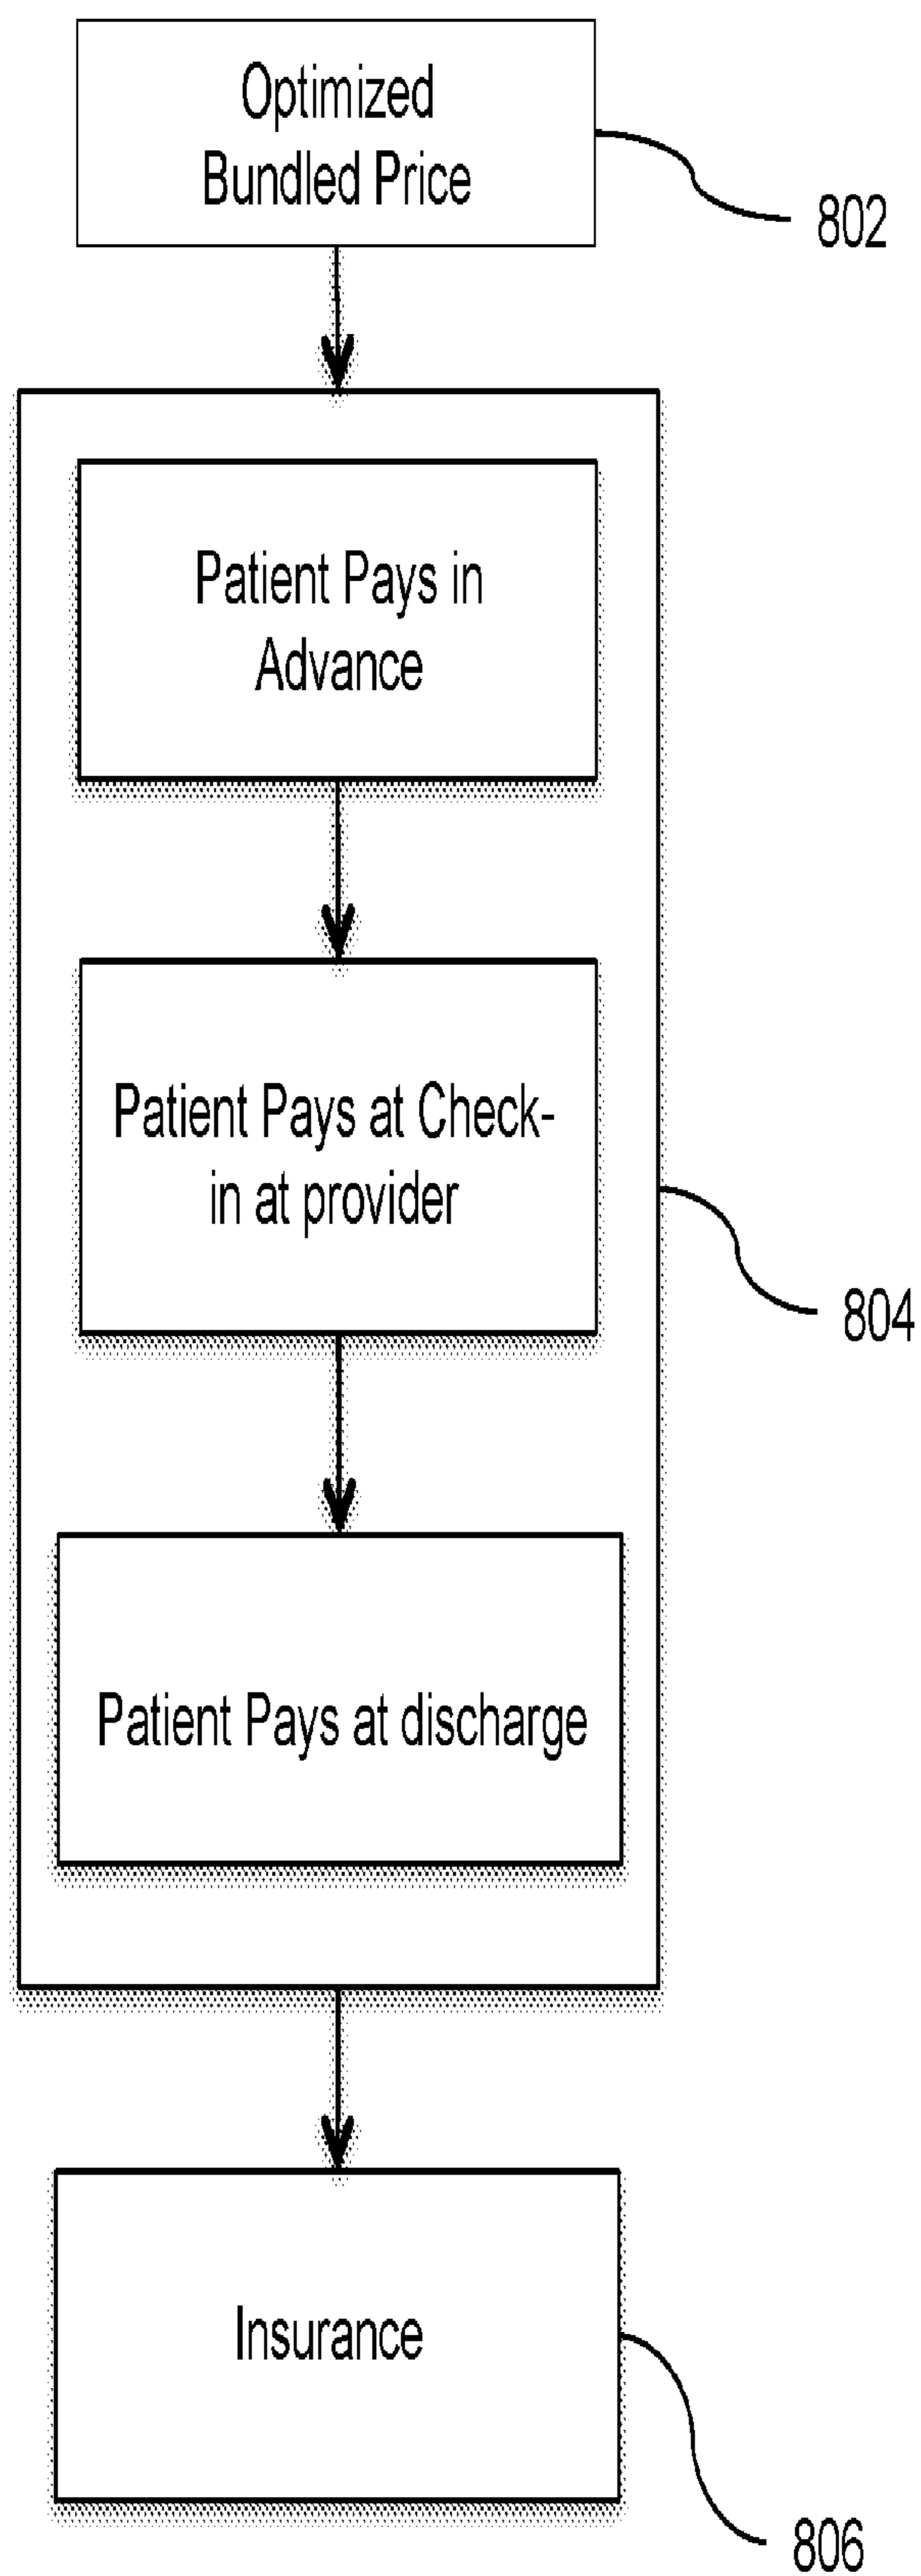 Optimized
Bundled Price
802
Patient Pays in
Advance
Patient Pays at Check-
in at provider
804
Patient Pays at discharge
Insurance
806